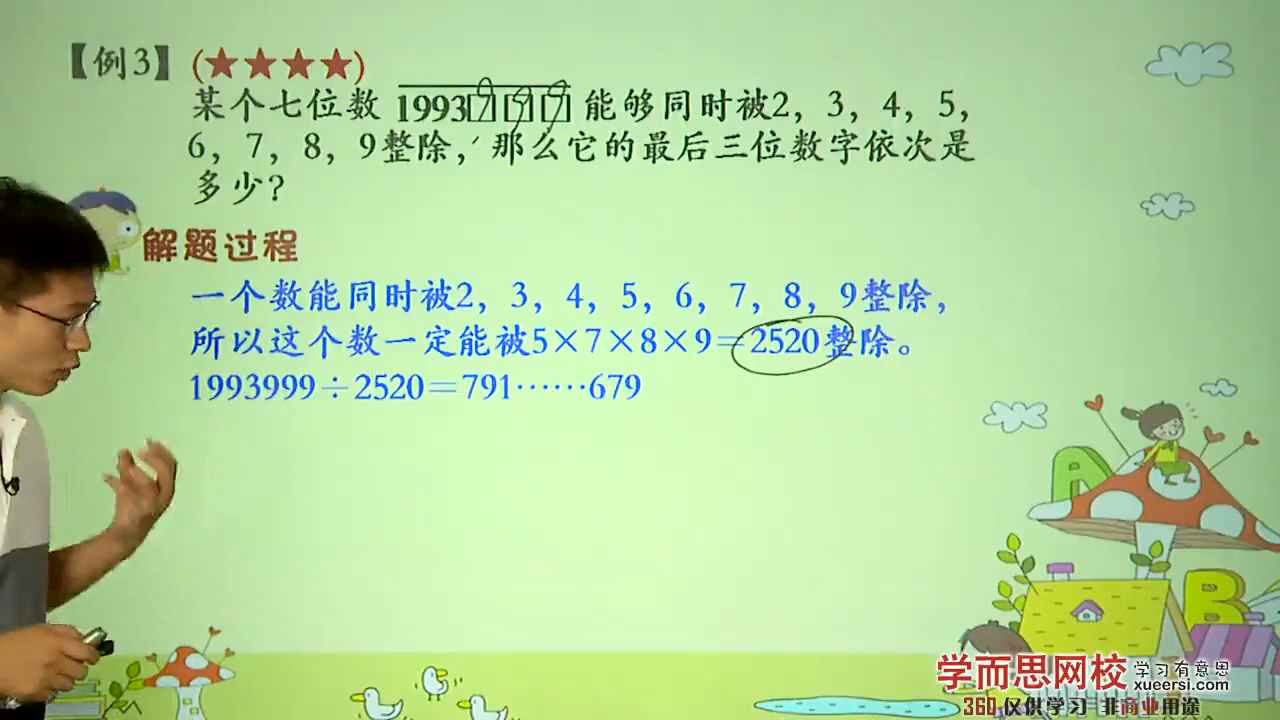 【例3】(★★★★)
某个七位数1993□□□能够同时被2，3，4，5，
6，7，8，9整除，那么它的最后三位数字依次是
多少？
解题过程
一个数能同时被2，3，4，5，6，7，8，9整除，
所以这个数一定能被5×7×8×9=2520整除。
1993999÷2520=791……679
A
B
学而思网校 学习有意思
xueersi.com
360 仅供学习 非商业用途